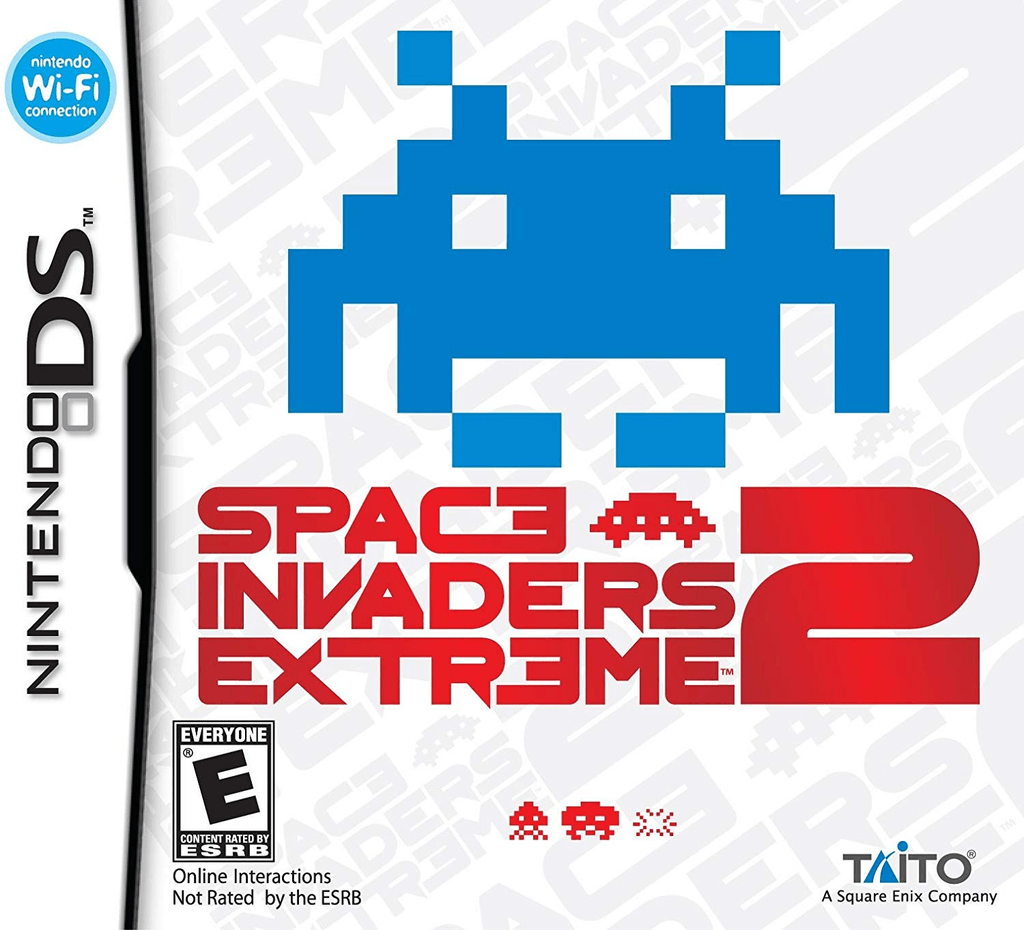 nintendo
Wi-Fi
connection
NINTENDO DS™
SPAC3
INVADERS
EXTR3ME™ 2
EVERYONE
E®
CONTENT RATED BY
ESRB
Online Interactions
Not Rated by the ESRB
TAITO®
A Square Enix Company